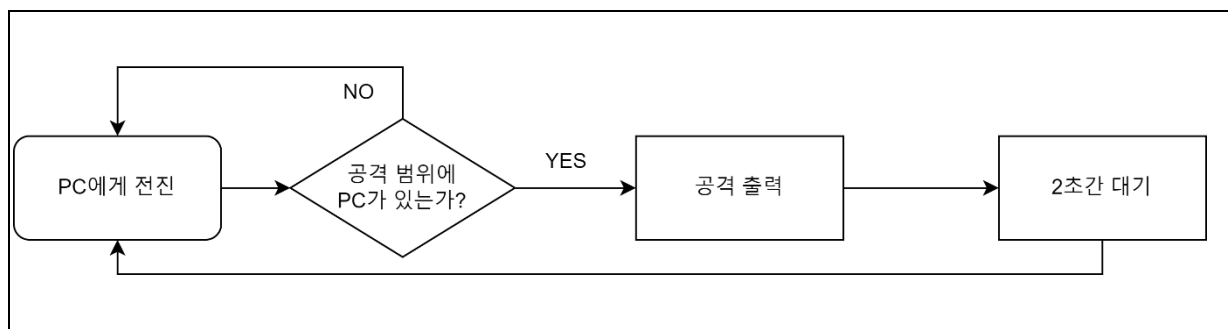 NO
PC에게 전진
공격 범위에
PC가 있는가?
YES
공격 출력
2초간 대기